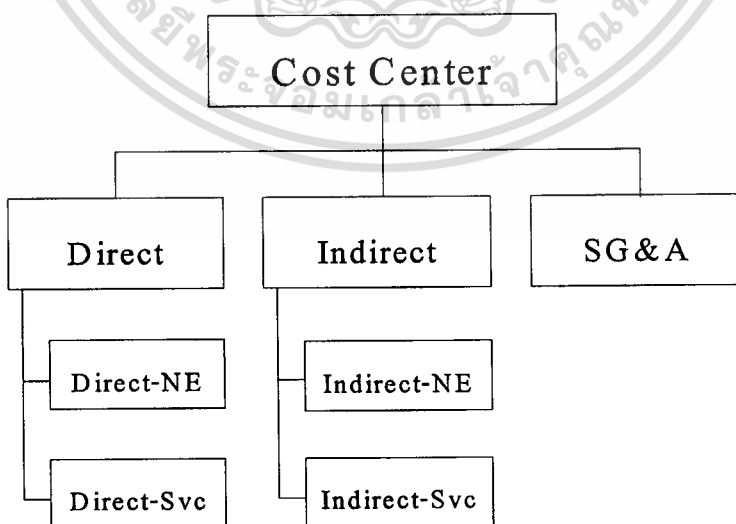 Cost Center
Direct
Indirect
SG&A
Direct-NE
Indirect-NE
Direct-Svc
Indirect-Svc